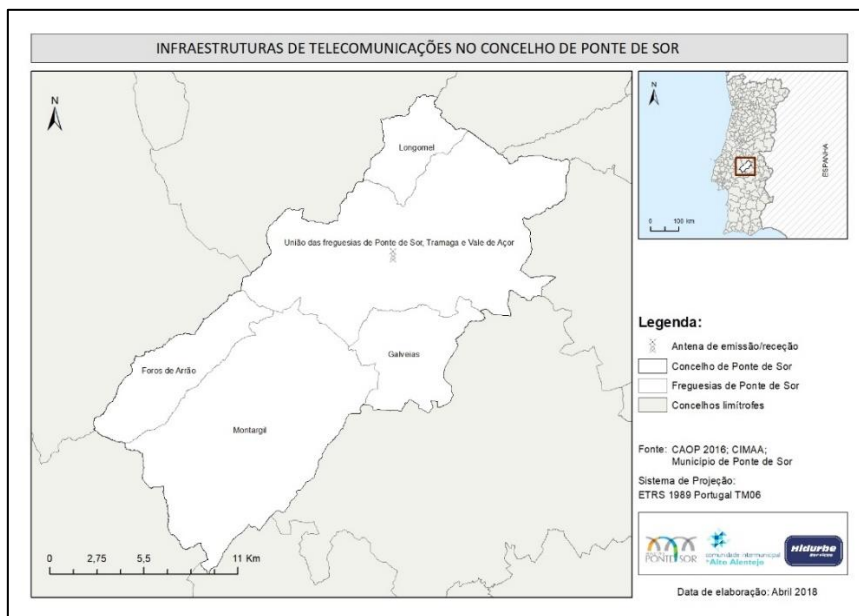 INFRAESTRUTURAS DE TELECOMUNICAÇÕES NO CONCELHO DE PONTE DE SOR
N
Longomel
União das freguesias de Ponte de Sor, Tramaga e Vale de Açor
Galveias
Foros de Arrão
Montargil
0 2,75 5,5 11 Km
N
ESPANHA
0 100 km
Legenda:
Antena de emissão/receção
Concelho de Ponte de Sor
Freguesias de Ponte de Sor
Concelhos limítrofes
Fonte: CAOP 2016; CIMAA;
Município de Ponte de Sor
Sistema de Projeção:
ETRS 1989 Portugal TM06
PONTE SOR
comunidade intermunicipal
do Alto Alentejo
Hidurbe
Serviços
Data de elaboração: Abril 2018